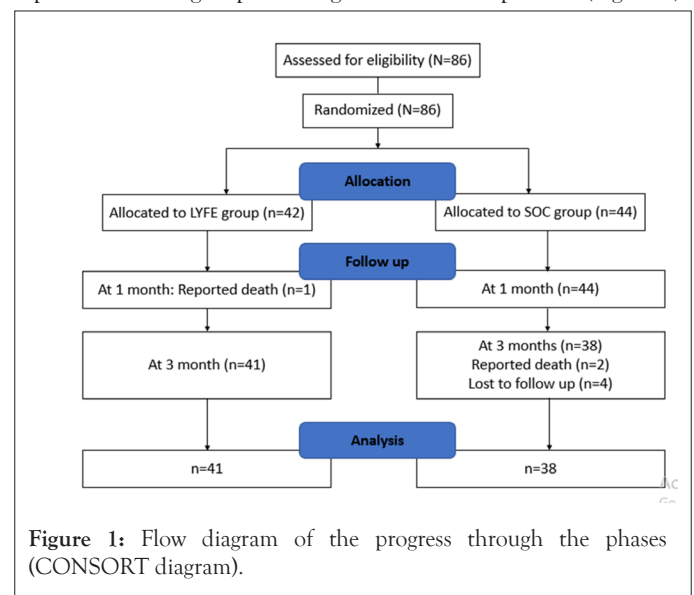 Assessed for eligibility (N=86)
Randomized (N=86)
Allocation
Allocated to LYFE group (n=42)
Allocated to SOC group (n=44)
Follow up
At 1 month: Reported death (n=1)
At 1 month (n=44)
At 3 month (n=41)
At 3 months (n=38)
Reported death (n=2)
Lost to follow up (n=4)
Analysis
n=41
n=38
Figure 1: Flow diagram of the progress through the phases
(CONSORT diagram).